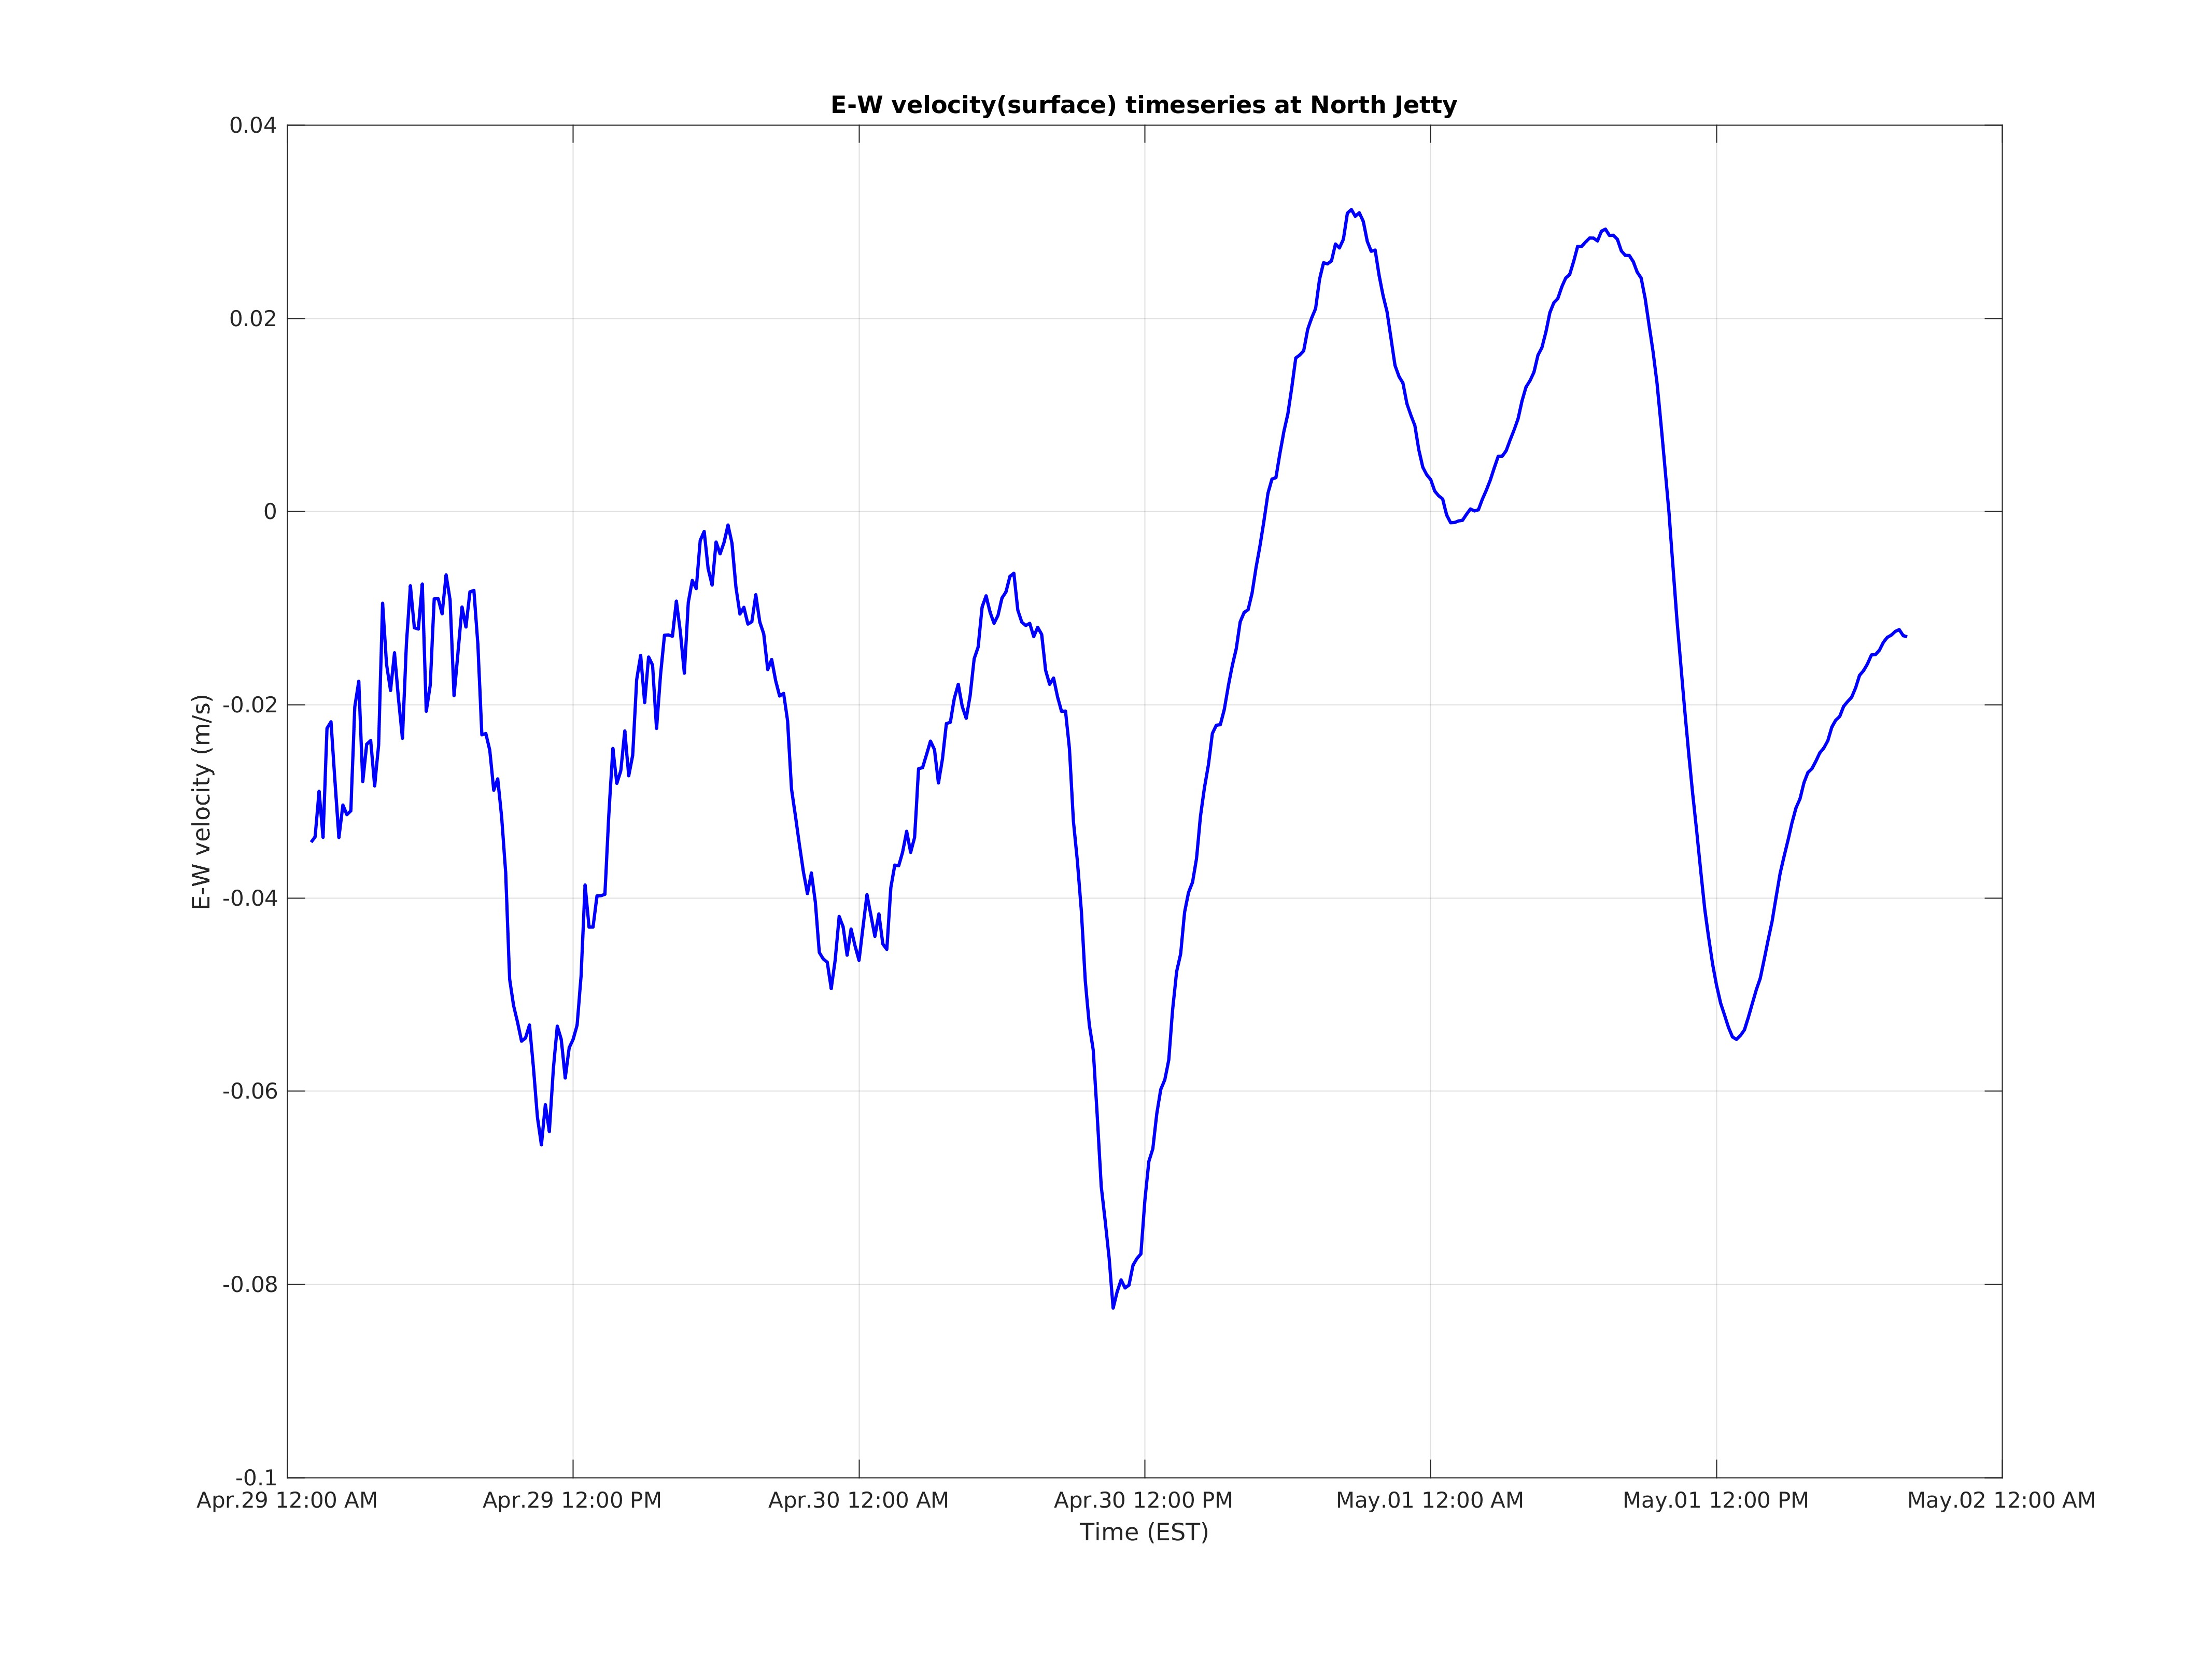 E-W velocity(surface) timeseries at North Jetty
0.04
0.02
0
-0.02
-0.04
-0.06
-0.08
-0.1
E-W velocity (m/s)
Apr.29 12:00 AM
Apr.29 12:00 PM
Apr.30 12:00 AM
Apr.30 12:00 PM
May.01 12:00 AM
May.01 12:00 PM
May.02 12:00 AM
Time (EST)